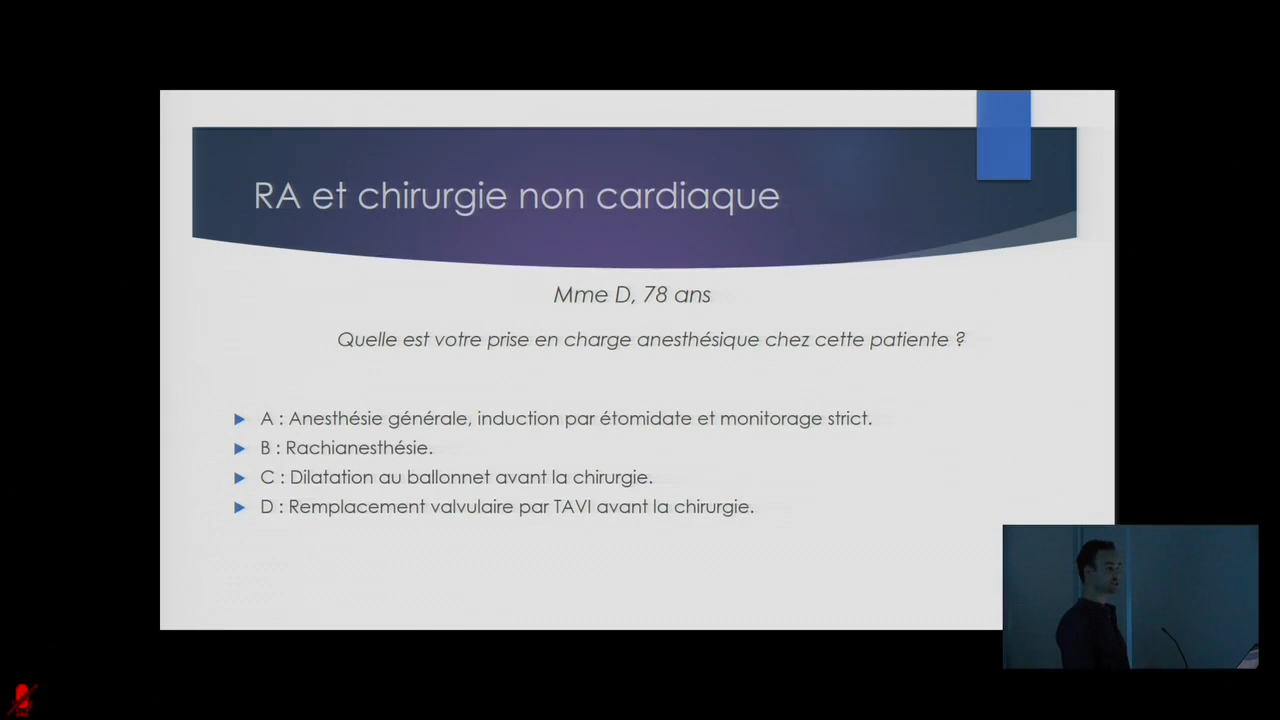 RA et chirurgie non cardiaque
Mme D, 78 ans
Quelle est votre prise en charge anesthésique chez cette patiente ?
A : Anesthésie générale, induction par étomidate et monitorage strict.
B : Rachianesthésie.
C : Dilatation au ballonnet avant la chirurgie.
D : Remplacement valvulaire par TAVI avant la chirurgie.